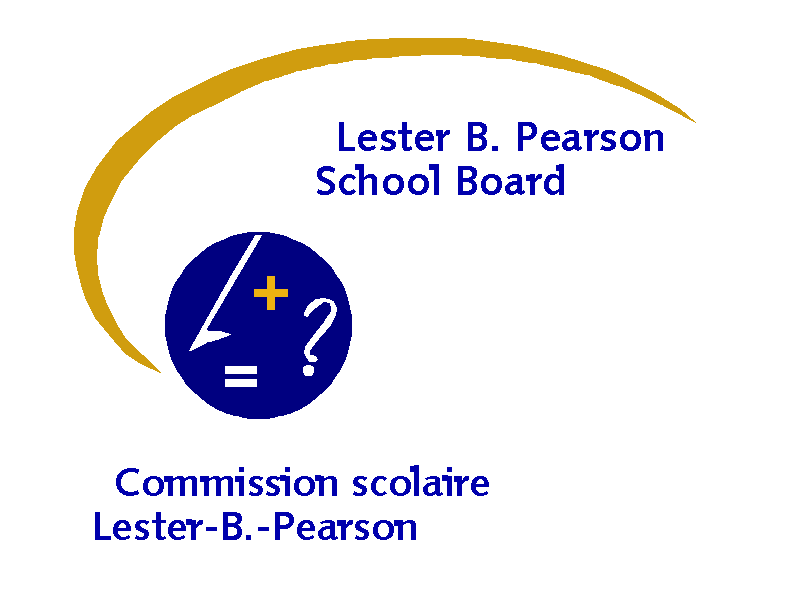 Lester B. Pearson
School Board
+
?
=
Commission scolaire
Lester-B.-Pearson